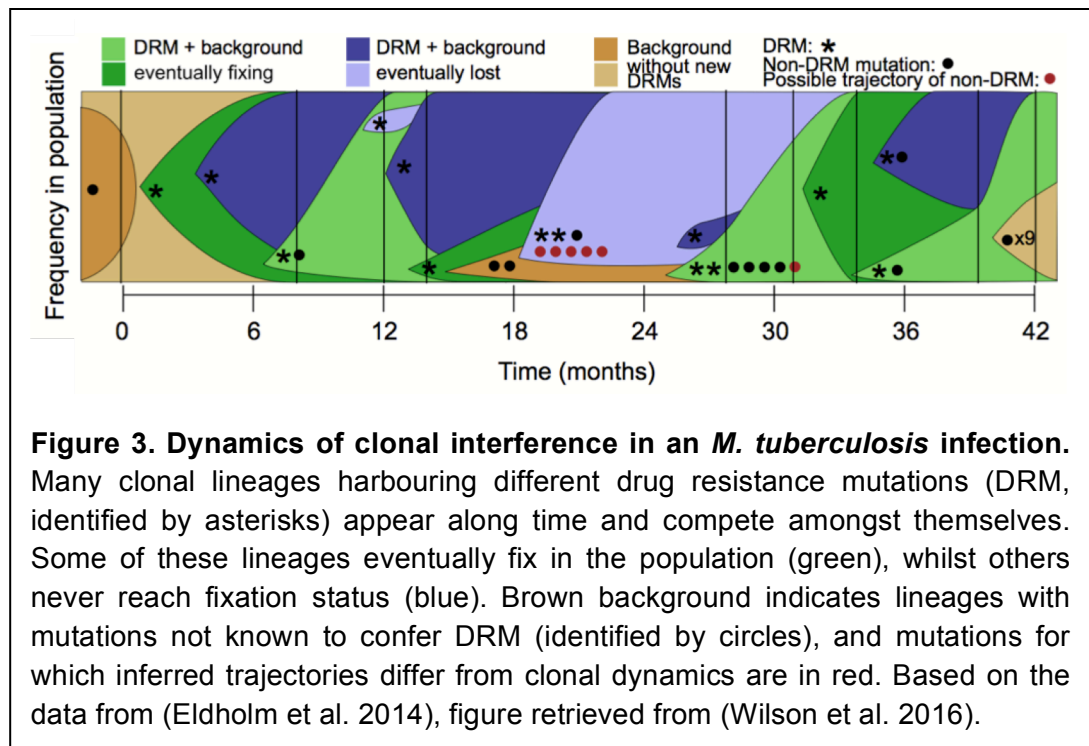 DRM + background
eventually fixing
DRM + background
eventually lost
Background
without new
DRMs
DRM: *
Non-DRM mutation: ●
Possible trajectory of non-DRM: ●
Frequency in population
* * * * * *
* ●
*
* * ●
● ●
*
* * ● ● ● ● ●
*
* ●
* ●
● x9
0 6 12 18 24 30 36 42
Time (months)
Figure 3. Dynamics of clonal interference in an M. tuberculosis infection.
Many clonal lineages harbouring different drug resistance mutations (DRM,
identified by asterisks) appear along time and compete amongst themselves.
Some of these lineages eventually fix in the population (green), whilst others
never reach fixation status (blue). Brown background indicates lineages with
mutations not known to confer DRM (identified by circles), and mutations for
which inferred trajectories differ from clonal dynamics are in red. Based on the
data from (Eldholm et al. 2014), figure retrieved from (Wilson et al. 2016).